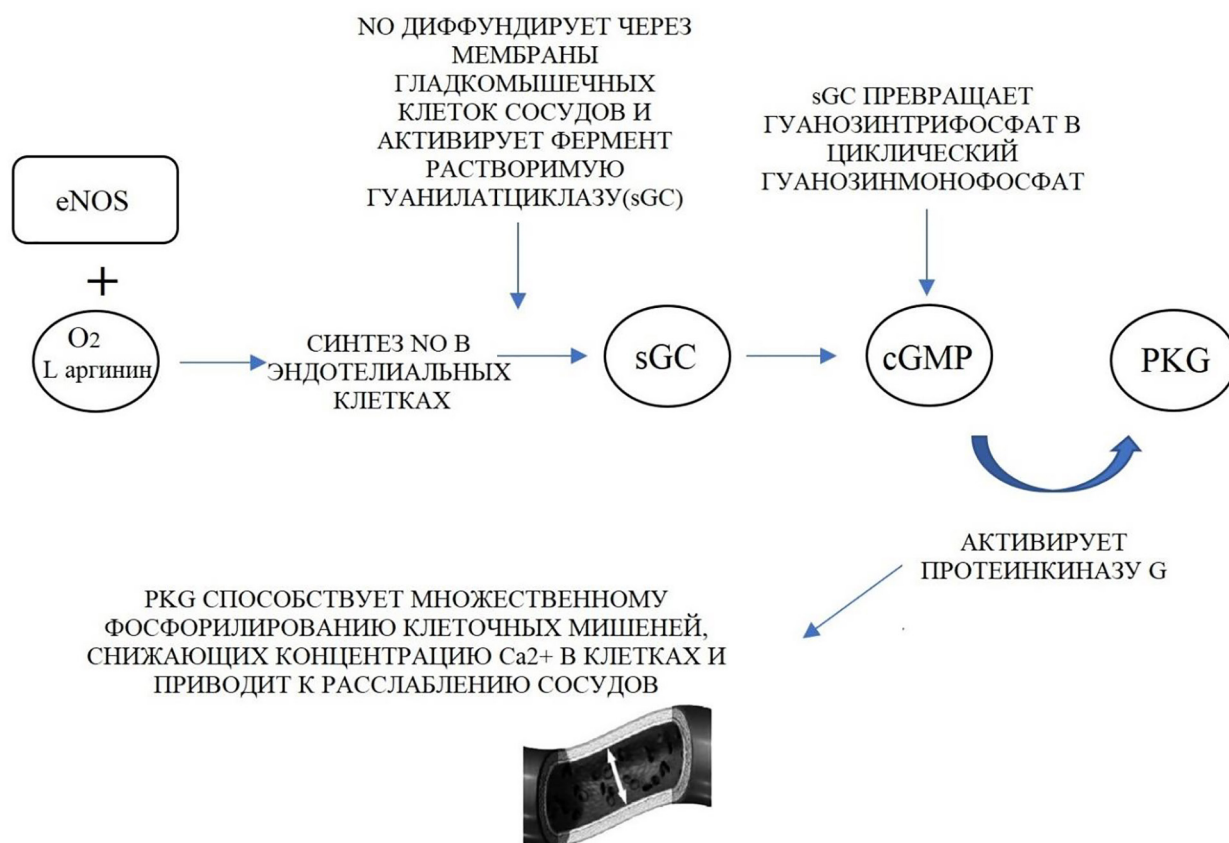 NO ДИФФУНДИРУЕТ ЧЕРЕЗ
МЕМБРАНЫ
ГЛАДКОМЫШЕЧНЫХ
КЛЕТОК СОСУДОВ И
АКТИВИРУЕТ ФЕРМЕНТ
РАСТВОРИМУЮ
ГУАНИЛАТЦИКЛАЗУ(sGC)
sGC ПРЕВРАЩАЕТ
ГУАНОЗИНТРИФОСФАТ В
ЦИКЛИЧЕСКИЙ
ГУАНОЗИНМОНОФОСФАТ
eNOS
+
O2
L аргинин
СИНТЕЗ NO В
ЭНДОТЕЛИАЛЬНЫХ
КЛЕТКАХ
sGC
cGMP
PKG
АКТИВИРУЕТ
ПРОТЕИНКИНАЗУ G
PKG СПОСОБСТВУЕТ МНОЖЕСТВЕННОМУ
ФОСФОРИЛИРОВАНИЮ КЛЕТОЧНЫХ МИШЕНЕЙ,
СНИЖАЮЩИХ КОНЦЕНТРАЦИЮ Ca2+ В КЛЕТКАХ И
ПРИВОДИТ К РАССЛАБЛЕНИЮ СОСУДОВ